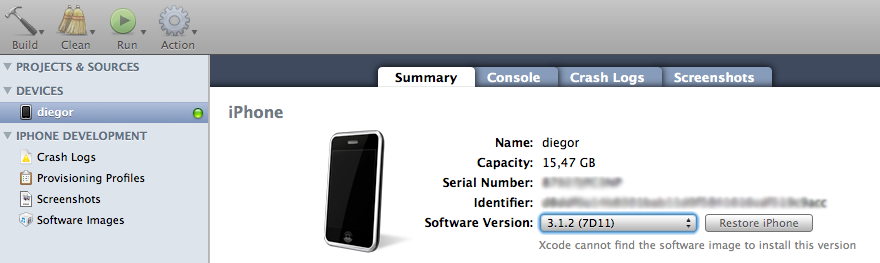 Build Clean Run Action
PROJECTS & SOURCES
DEVICES
diegor
IPHONE DEVELOPMENT
Crash Logs
Provisioning Profiles
Screenshots
Software Images
Summary Console Crash Logs Screenshots
iPhone
Name: diegor
Capacity: 15,47 GB
Serial Number:
Identifier:
Software Version: 3.1.2 (7D11) Restore iPhone
Xcode cannot find the software image to install this version